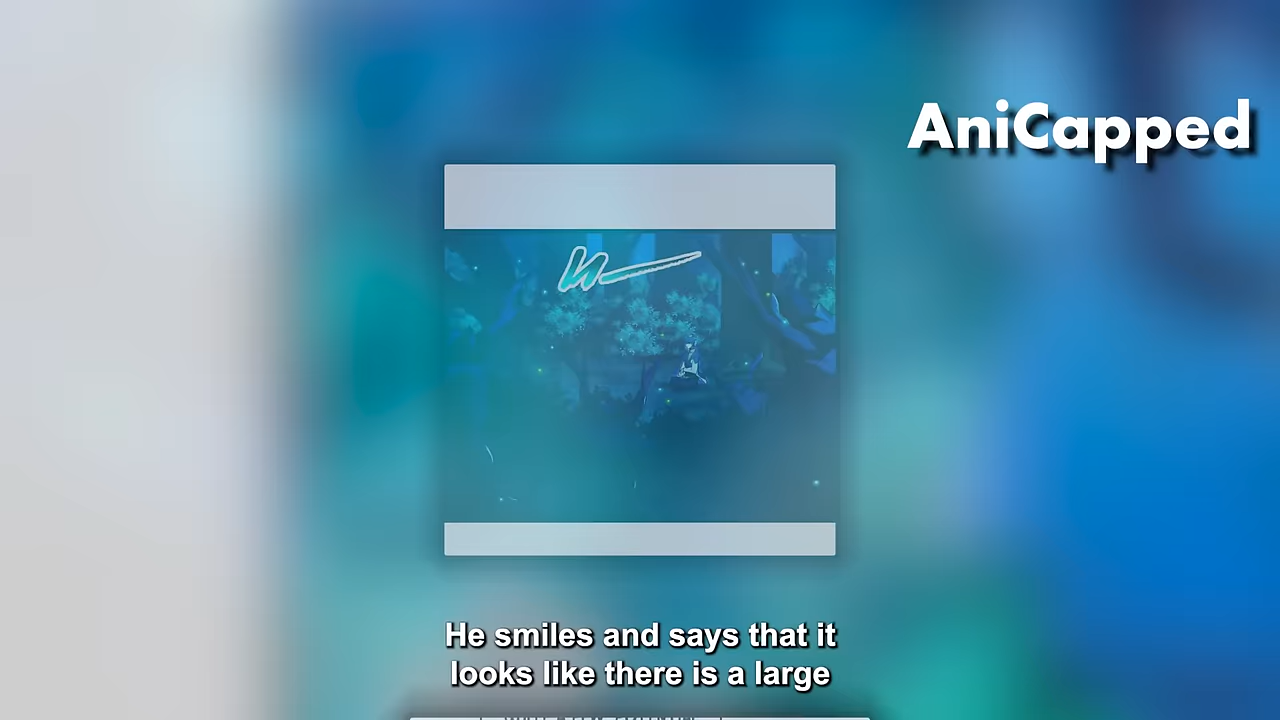 AniCapped
He smiles and says that it
looks like there is a large